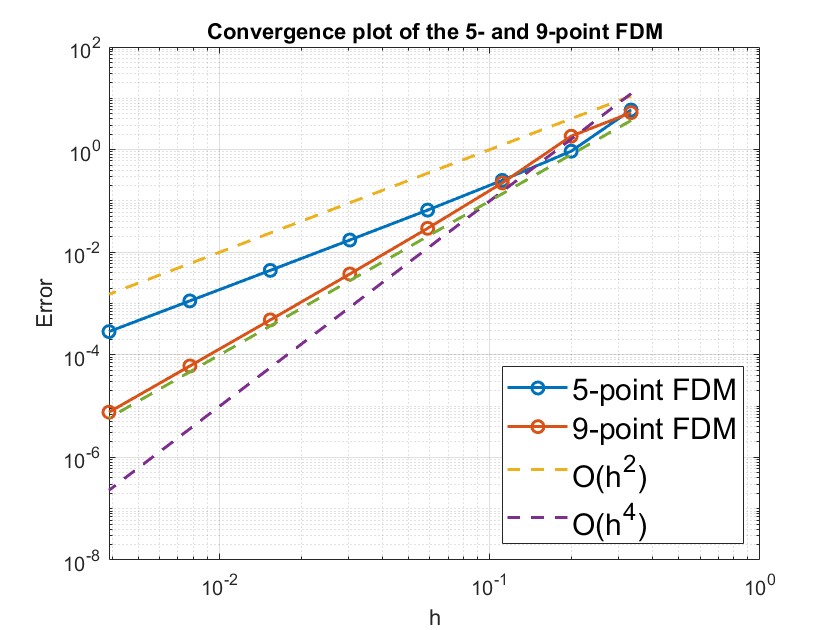 Convergence plot of the 5- and 9-point FDM
10^2
10^0
10^-2
10^-4
10^-6
10^-8
Error
10^-2
10^-1
10^0
h
5-point FDM
9-point FDM
O(h^2)
O(h^4)